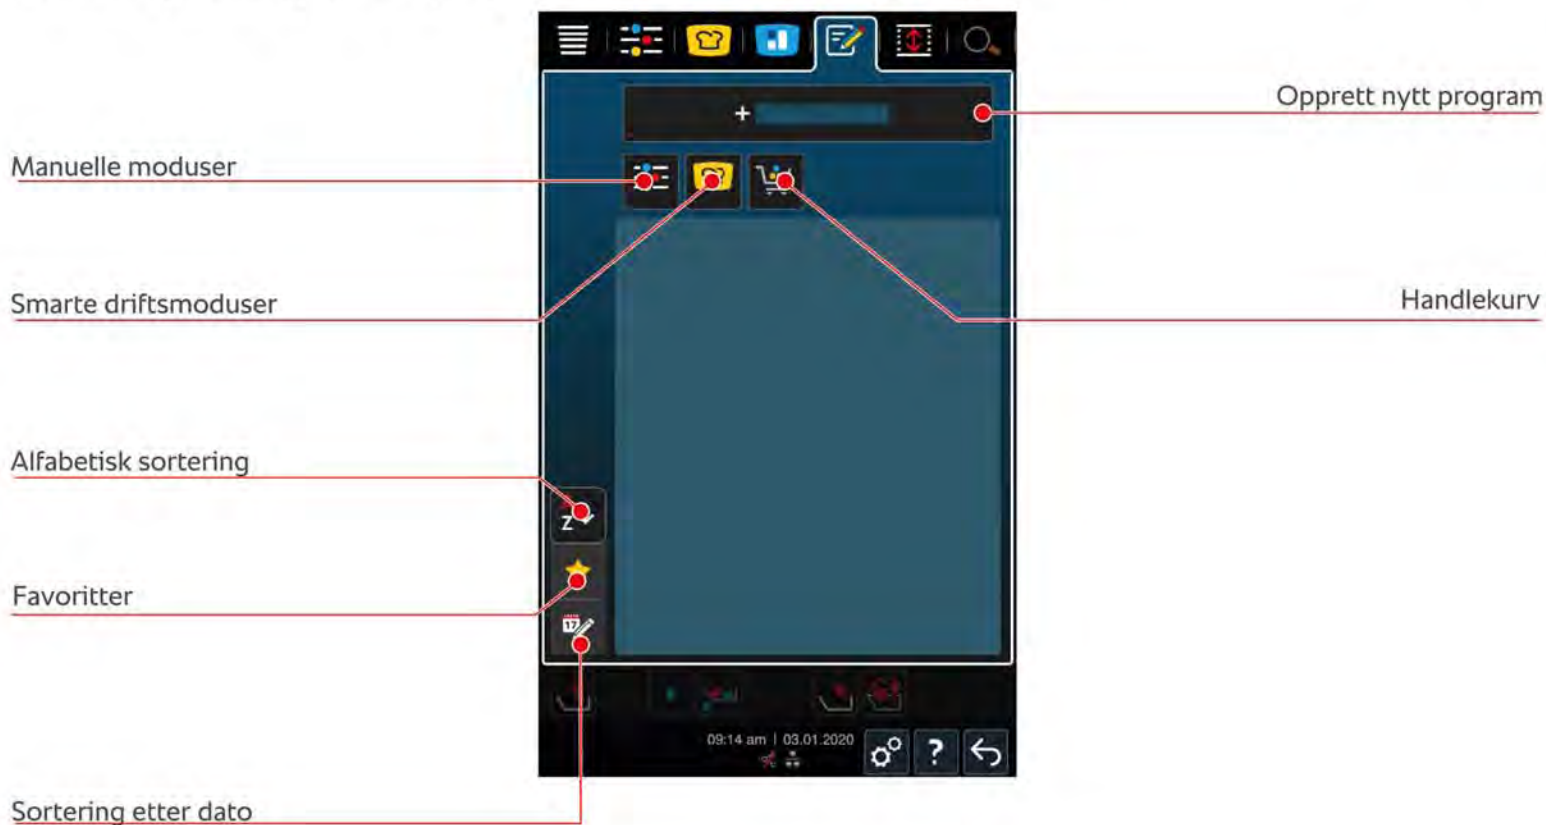 Opprett nytt program
+
Manuelle moduser
Smarte driftsmoduser
Handlekurv
Alfabetisk sortering
Z
Favoritter
17
Sortering etter dato
09:14 am | 03.01.2020
?